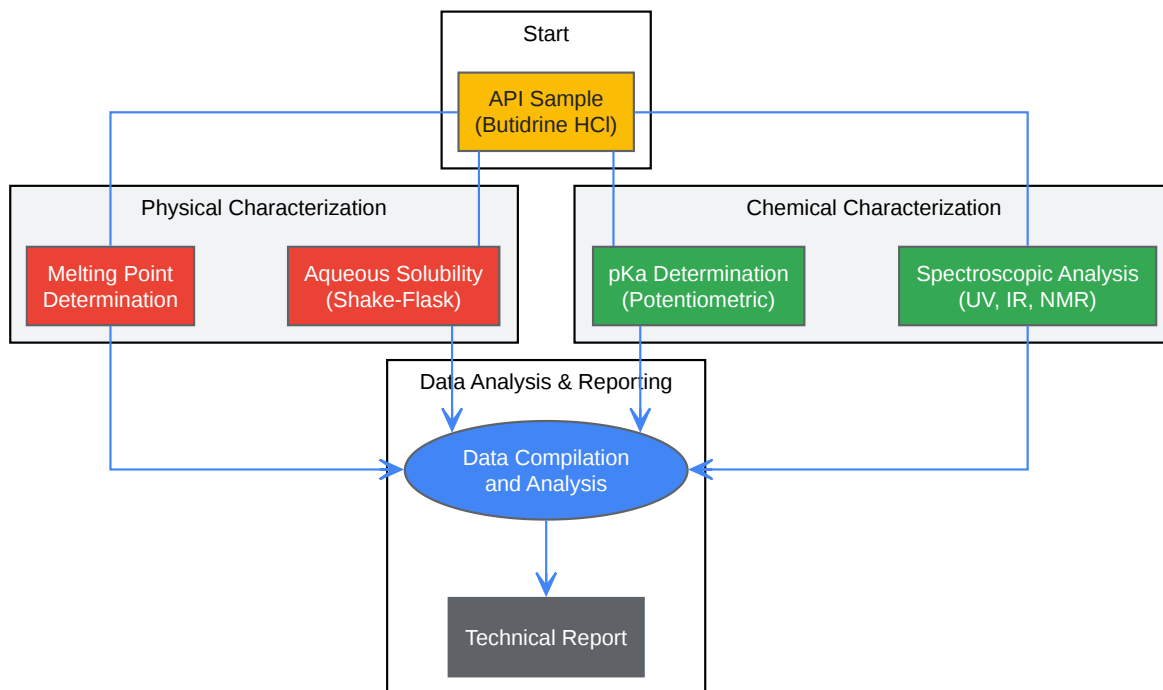 Start
API Sample
(Butidrine HCl)
Physical Characterization
Melting Point
Determination
Aqueous Solubility
(Shake-Flask)
Chemical Characterization
pKa Determination
(Potentiometric)
Spectroscopic Analysis
(UV, IR, NMR)
Data Analysis & Reporting
Data Compilation
and Analysis
Technical Report